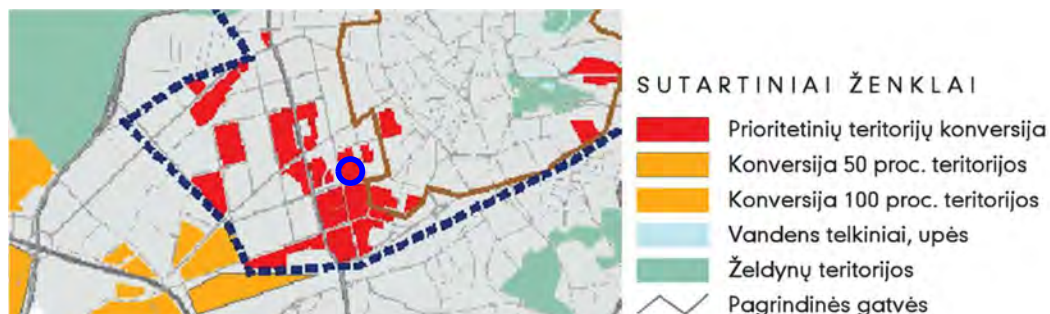 SUTARTINIAI ŽENKLAI
Prioritetinių teritorijų konversija
Konversija 50 proc. teritorijos
Konversija 100 proc. teritorijos
Vandens telkiniai, upės
Želdynų teritorijos
Pagrindinės gatvės